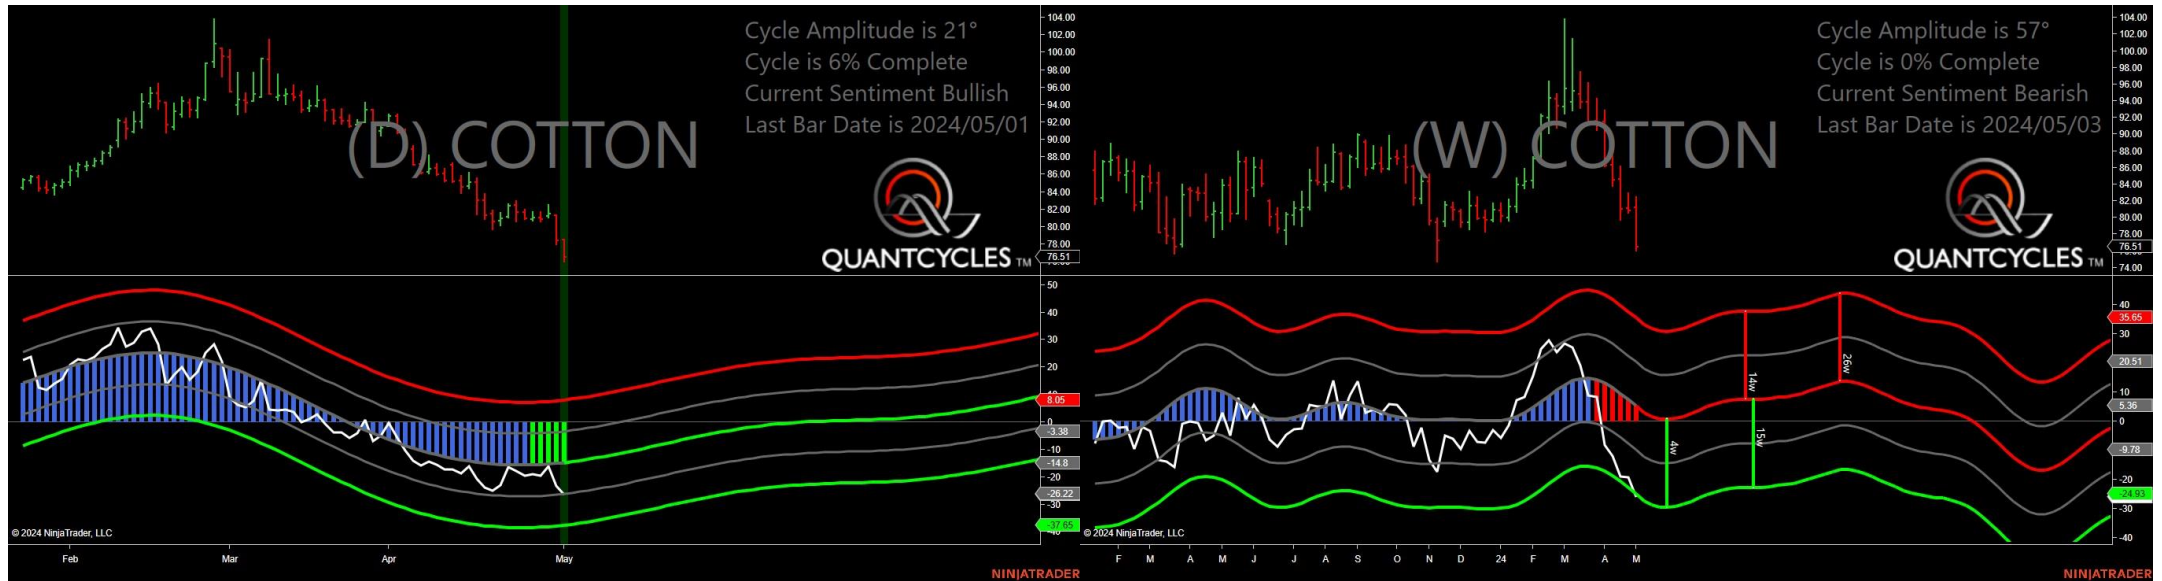 Cycle Amplitude is 21°
Cycle is 6% Complete
Current Sentiment Bullish
Last Bar Date is 2024/05/01
(D) COTTON
QUANTCYCLES TM
104.00
102.00
100.00
98.00
96.00
94.00
92.00
90.00
88.00
86.00
84.00
82.00
80.00
78.00
76.51
50
40
30
20
8.05
0
-3.38
-10
-14.8
-20
-26.22
-30
-37.65
-40
© 2024 NinjaTrader, LLC
Feb Mar Apr May
NINJATRADER
Cycle Amplitude is 57°
Cycle is 0% Complete
Current Sentiment Bearish
Last Bar Date is 2024/05/03
(W) COTTON
QUANTCYCLES TM
104.00
102.00
100.00
98.00
96.00
94.00
92.00
90.00
88.00
86.00
84.00
82.00
80.00
78.00
76.51
74.00
40
35.65
30
20.51
10
5.36
0
-9.78
-20
-24.93
-30
-40
4w
14w
15w
26w
© 2024 NinjaTrader, LLC
F M A M J J A S O N D 24 F M A M
NINJATRADER